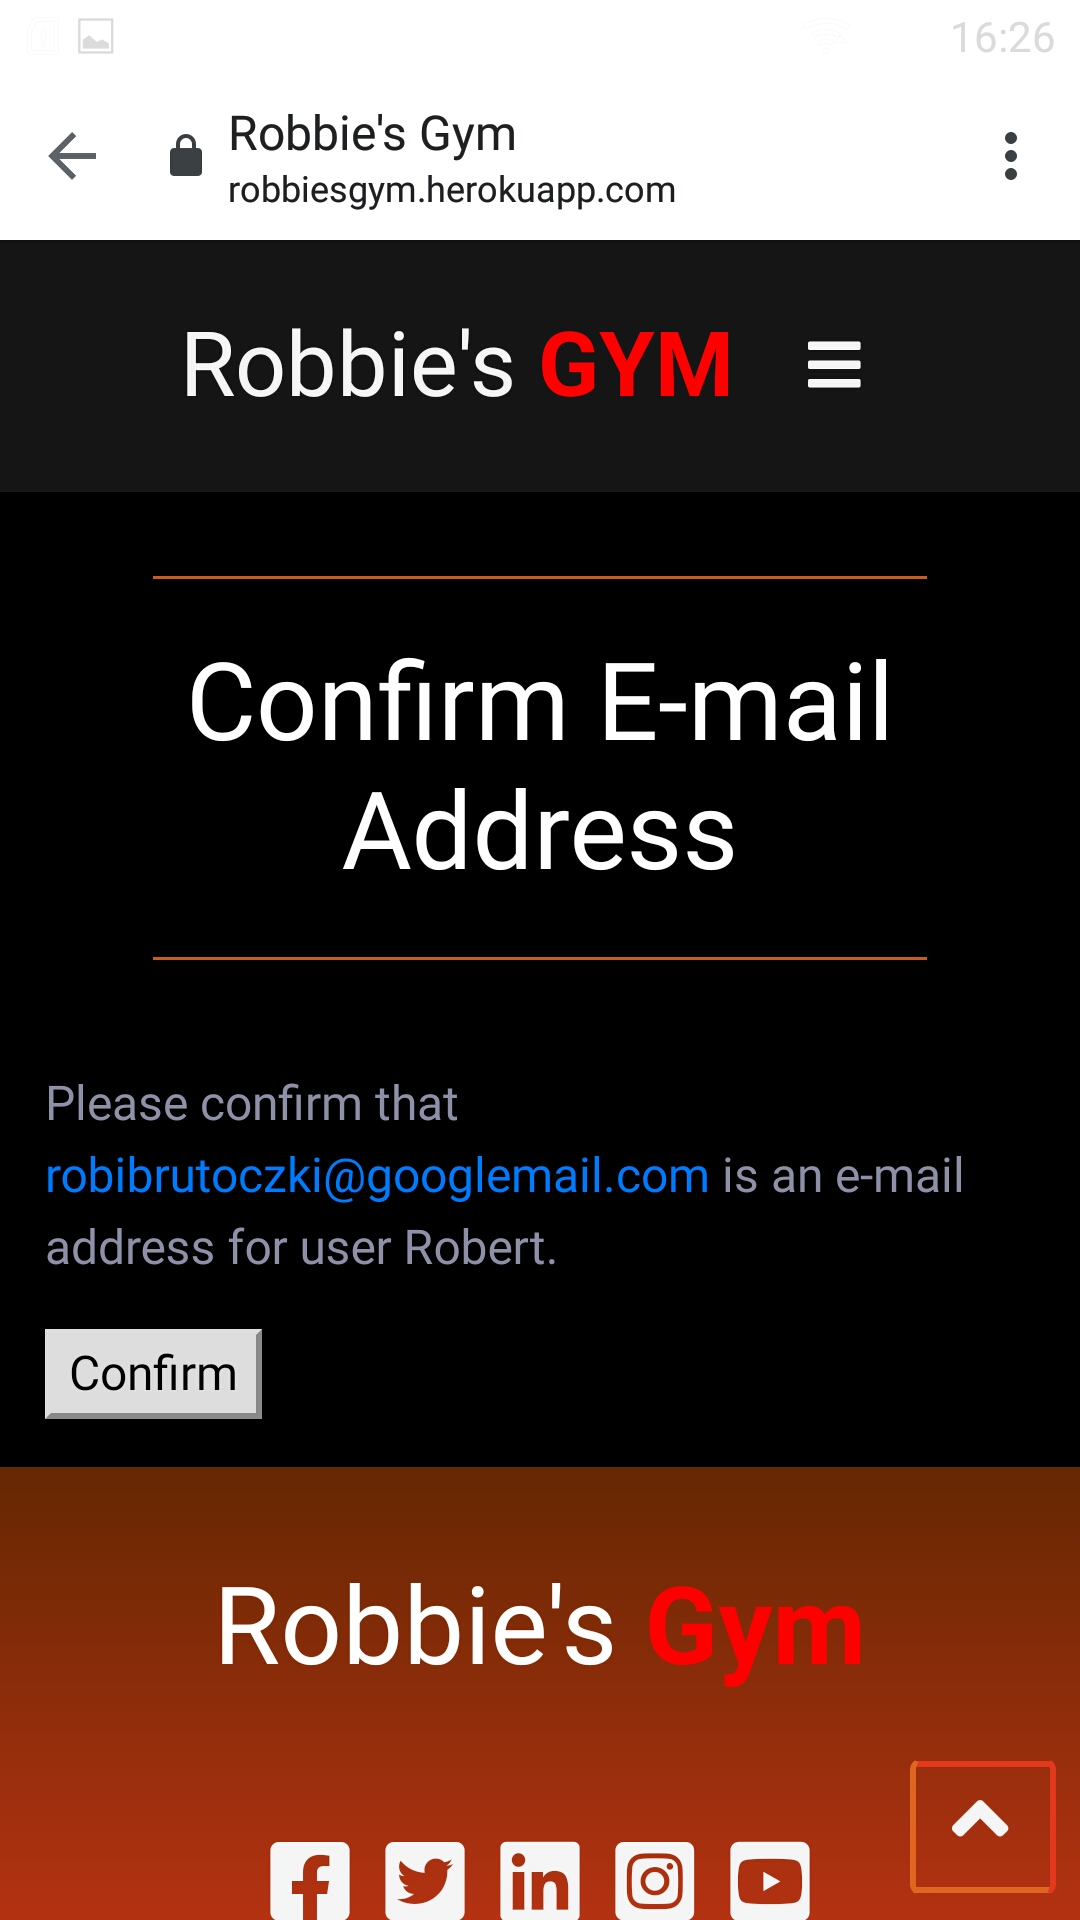 16:26
Robbie's Gym
robbiesgym.herokuapp.com
Robbie's GYM
Confirm E-mail
Address
Please confirm that
robibrutoczki@googlemail.com is an e-mail
address for user Robert.
Confirm
Robbie's Gym